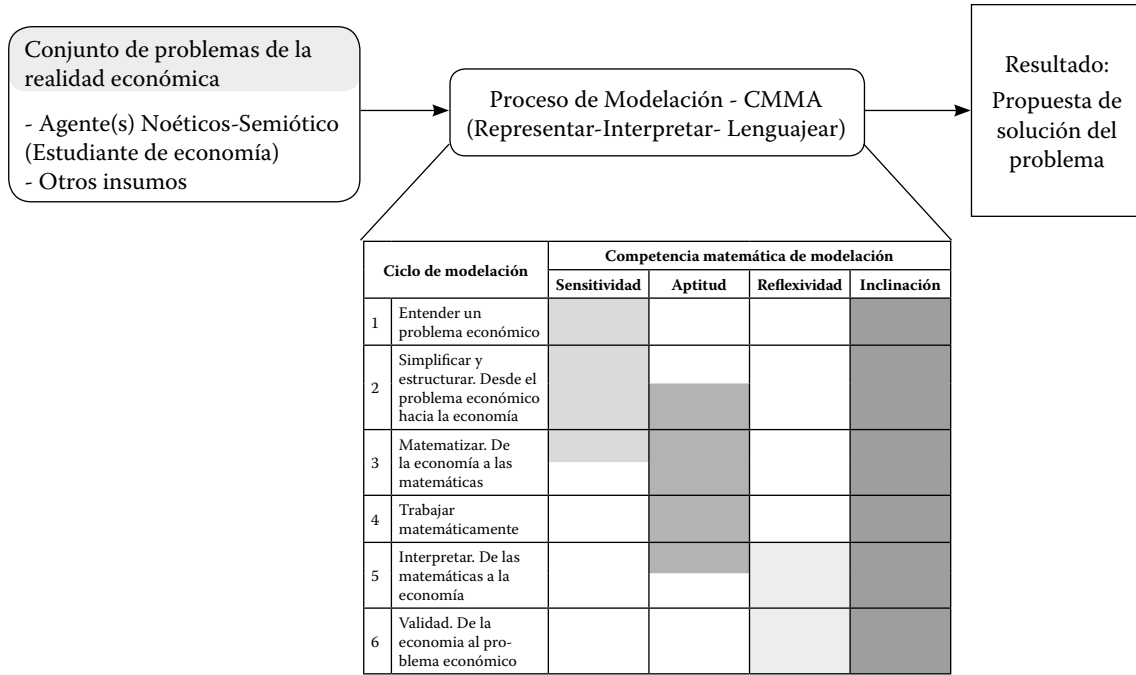 Conjunto de problemas de la
realidad económica
- Agente(s) Noéticos-Semiótico
(Estudiante de economía)
- Otros insumos
Proceso de Modelación - CMMA
(Representar-Interpretar- Lenguajear)
Resultado:
Propuesta de
solución del
problema
Ciclo de modelación
Competencia matemática de modelación
Sensitividad
Aptitud
Reflexividad
Inclinación
1
Entender un
problema económico
2
Simplificar y
estructurar. Desde el
problema económico
hacia la economía
3
Matematizar. De
la economía a las
matemáticas
4
Trabajar
matemáticamente
5
Interpretar. De las
matemáticas a la
economía
6
Validad. De la
economia al pro-
blema económico